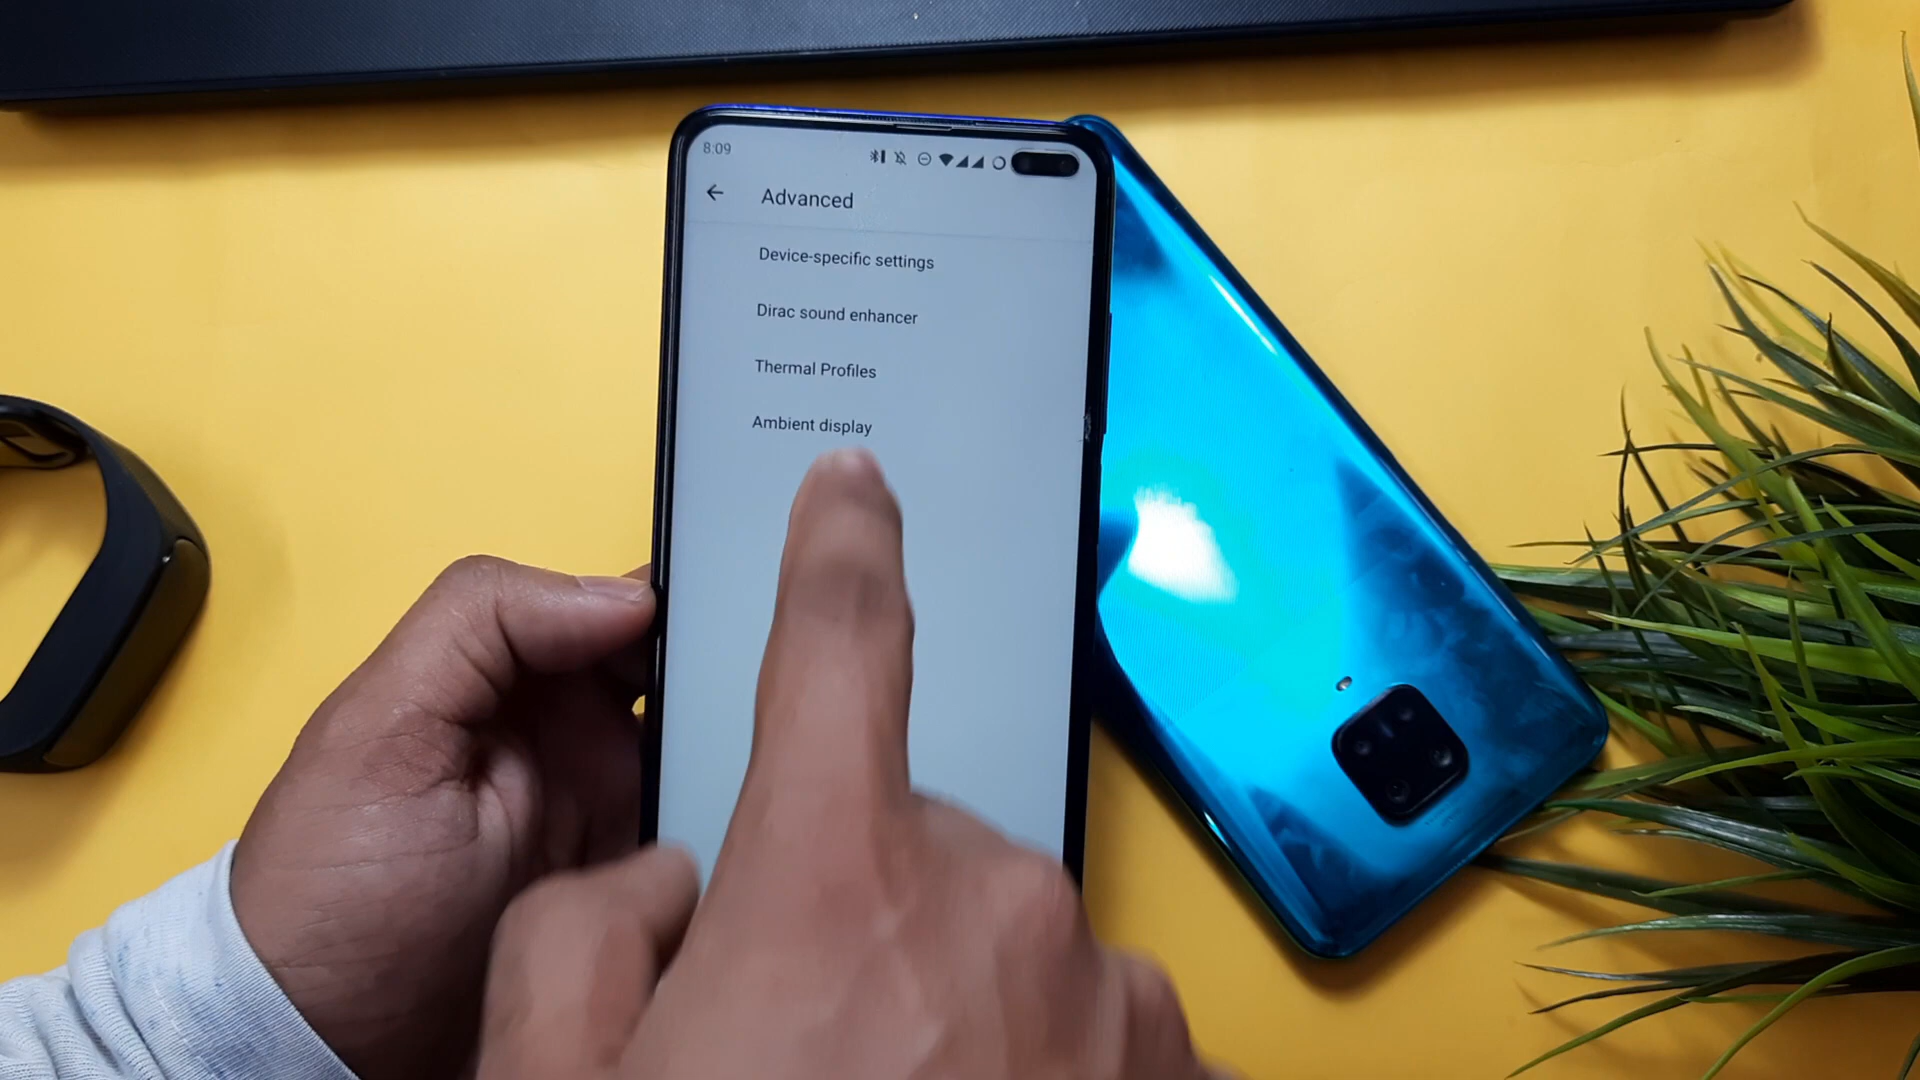 8:09
Advanced
Device-specific settings
Dirac sound enhancer
Thermal Profiles
Ambient display